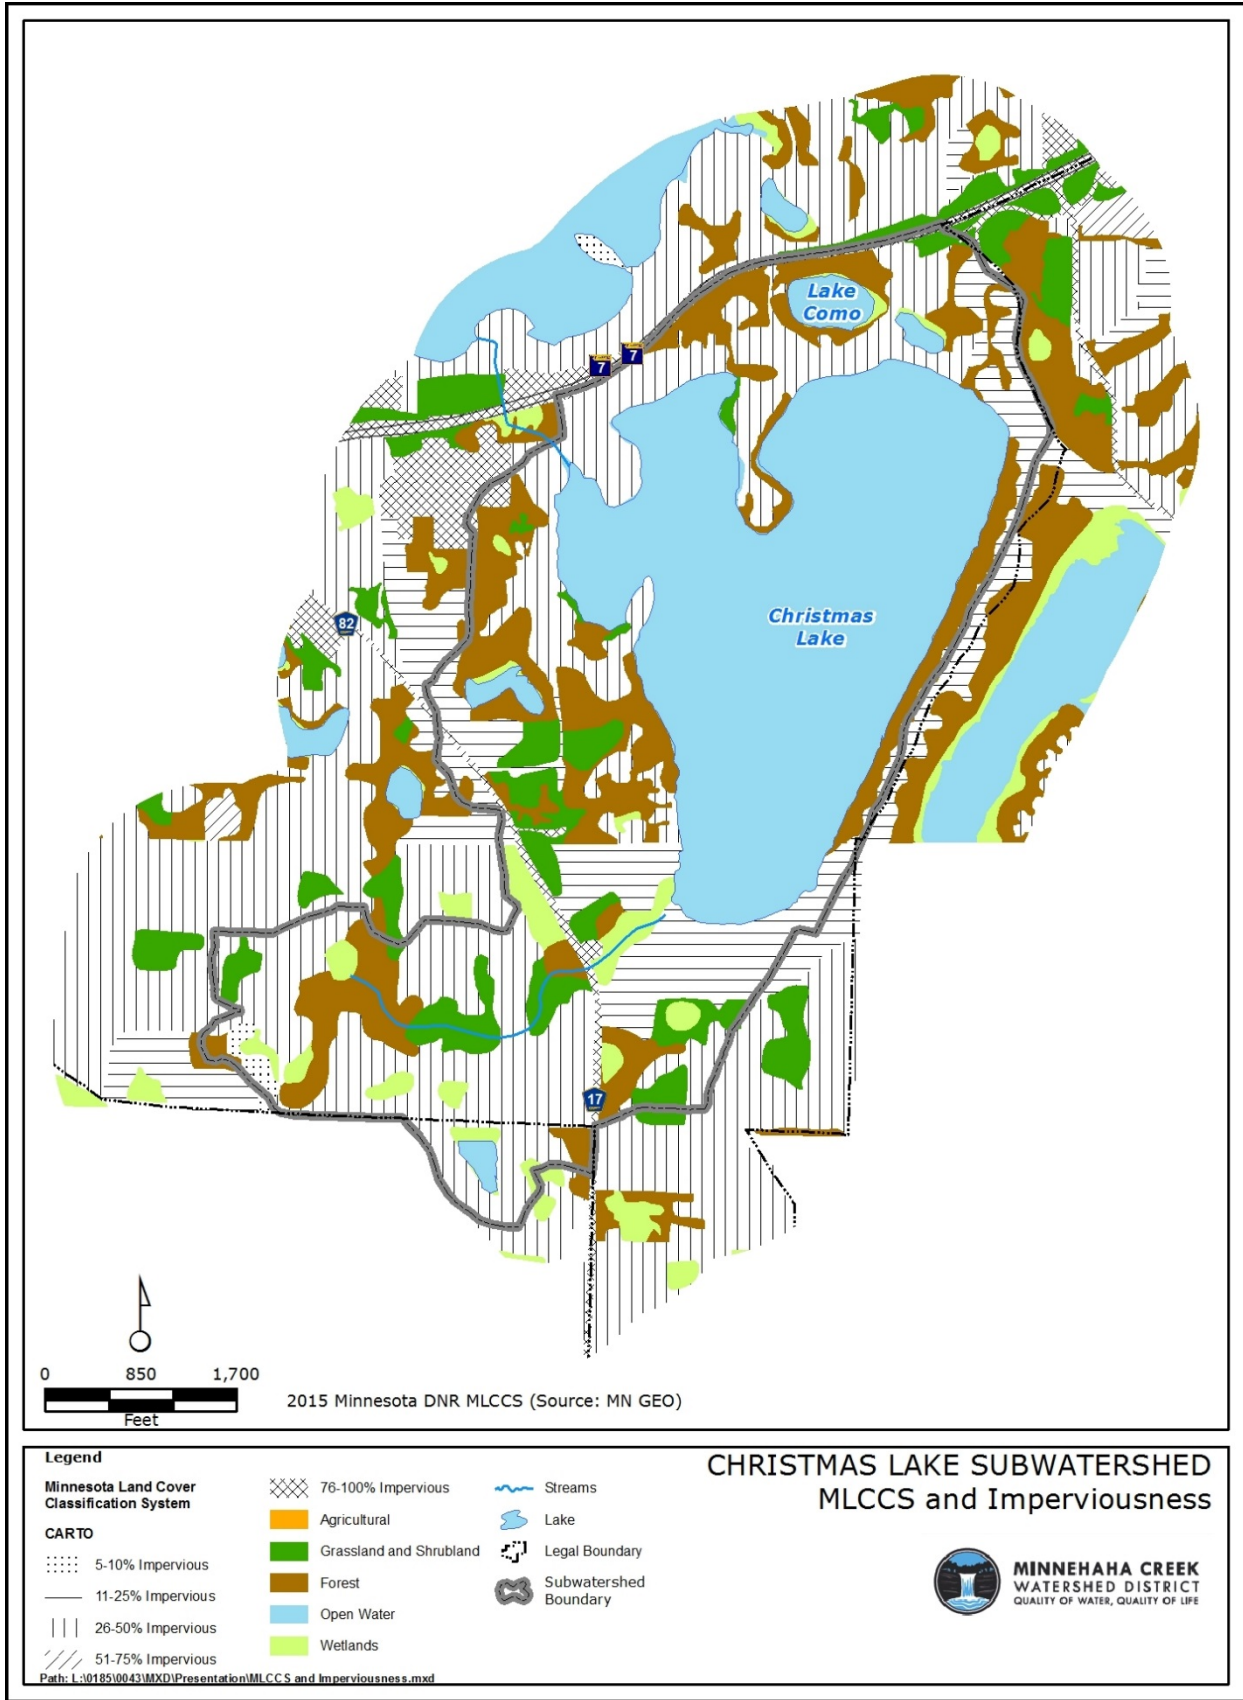 Lake
Como
7
7
Christmas
Lake
82
17
0 850 1,700
Feet
2015 Minnesota DNR MLCCS (Source: MN GEO)
Legend
Minnesota Land Cover
Classification System
CARTO
5-10% Impervious
11-25% Impervious
26-50% Impervious
51-75% Impervious
76-100% Impervious
Agricultural
Grassland and Shrubland
Forest
Open Water
Wetlands
Streams
Lake
Legal Boundary
Subwatershed
Boundary
CHRISTMAS LAKE SUBWATERSHED
MLCCS and Imperviousness
MINNEHAHA CREEK
WATERSHED DISTRICT
QUALITY OF WATER, QUALITY OF LIFE
Path: L:\0185\0043\MXD\Presentation\MLCCS and Imperviousness.mxd